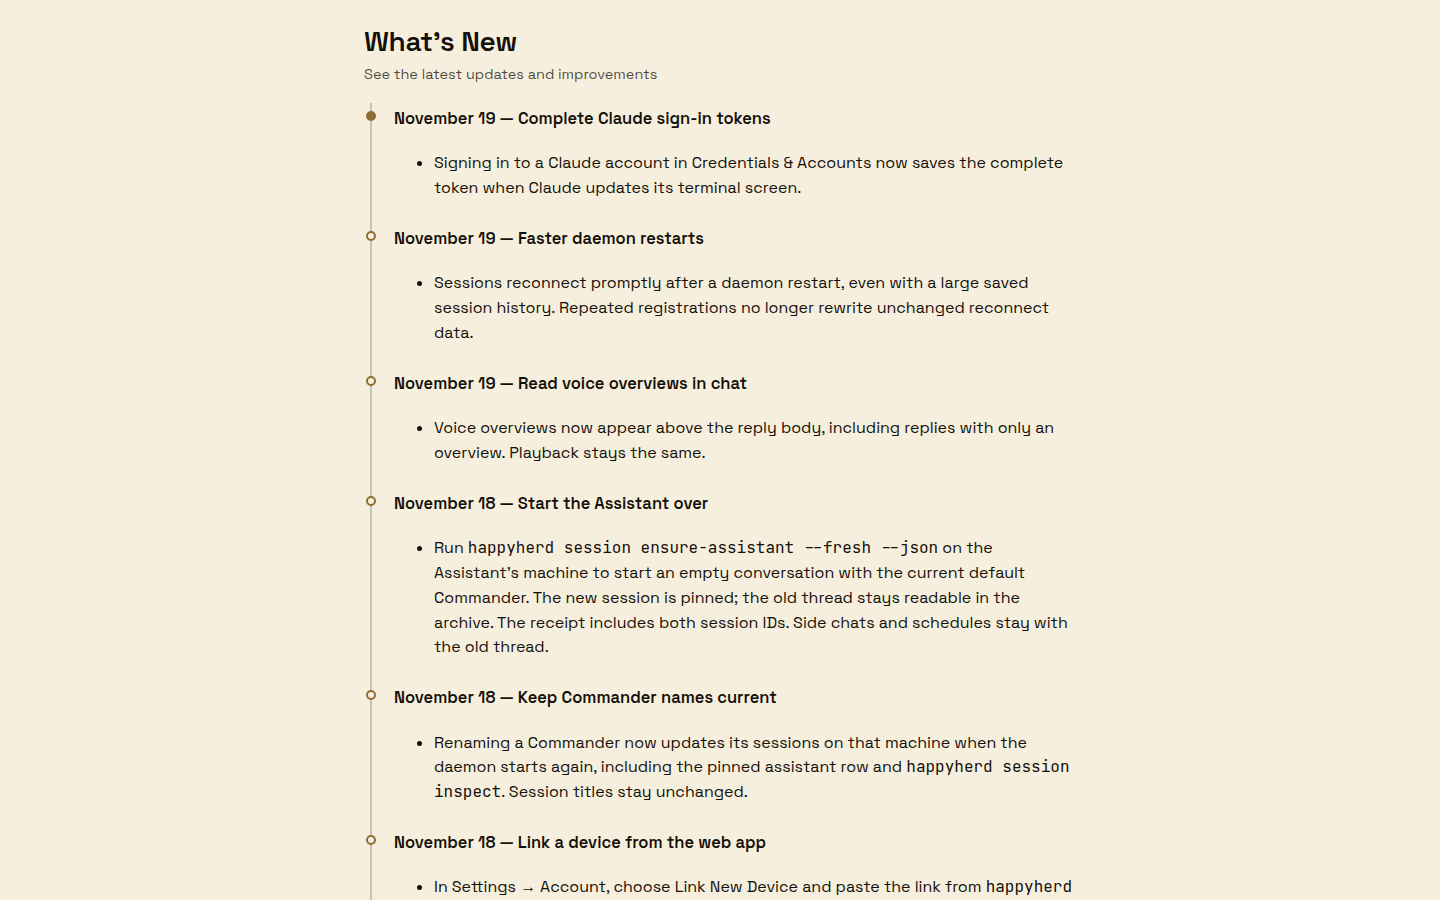 What's New
See the latest updates and improvements
November 19 — Complete Claude sign-in tokens
• Signing in to a Claude account in Credentials & Accounts now saves the complete
token when Claude updates its terminal screen.
November 19 — Faster daemon restarts
• Sessions reconnect promptly after a daemon restart, even with a large saved
session history. Repeated registrations no longer rewrite unchanged reconnect
data.
November 19 — Read voice overviews in chat
• Voice overviews now appear above the reply body, including replies with only an
overview. Playback stays the same.
November 18 — Start the Assistant over
• Run happyherd session ensure-assistant --fresh --json on the
Assistant's machine to start an empty conversation with the current default
Commander. The new session is pinned; the old thread stays readable in the
archive. The receipt includes both session IDs. Side chats and schedules stay with
the old thread.
November 18 — Keep Commander names current
• Renaming a Commander now updates its sessions on that machine when the
daemon starts again, including the pinned assistant row and happyherd session
inspect. Session titles stay unchanged.
November 18 — Link a device from the web app
• In Settings → Account, choose Link New Device and paste the link from happyherd